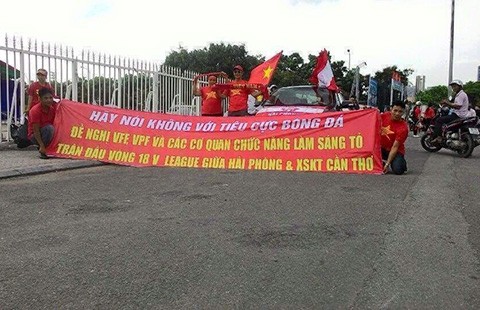 HÃY NÓI KHÔNG VỚI TIÊU CỰC BÓNG ĐÁ
ĐỀ NGHỊ VFF, VPF VÀ CÁC CƠ QUAN CHỨC NĂNG LÀM SÁNG TỎ
TRẬN ĐẤU VÒNG 18 V_LEAGUE GIỮA HẢI PHÒNG & XSKT CẦN THƠ